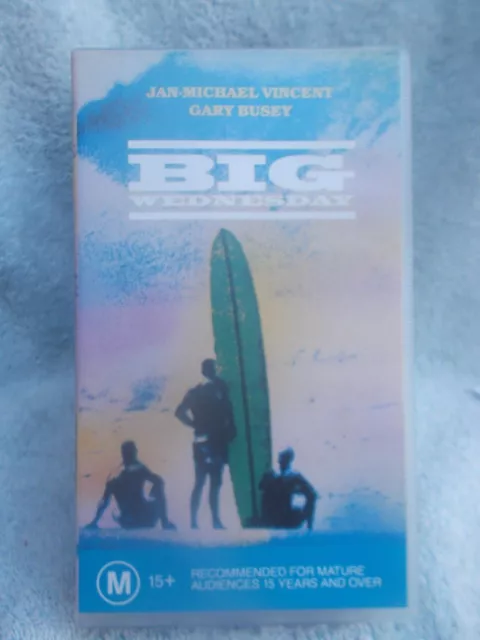 JAN-MICHAEL VINCENT
GARY BUSEY
BIG
WEDNESDAY
M 15+ RECOMMENDED FOR MATURE
AUDIENCES 15 YEARS AND OVER